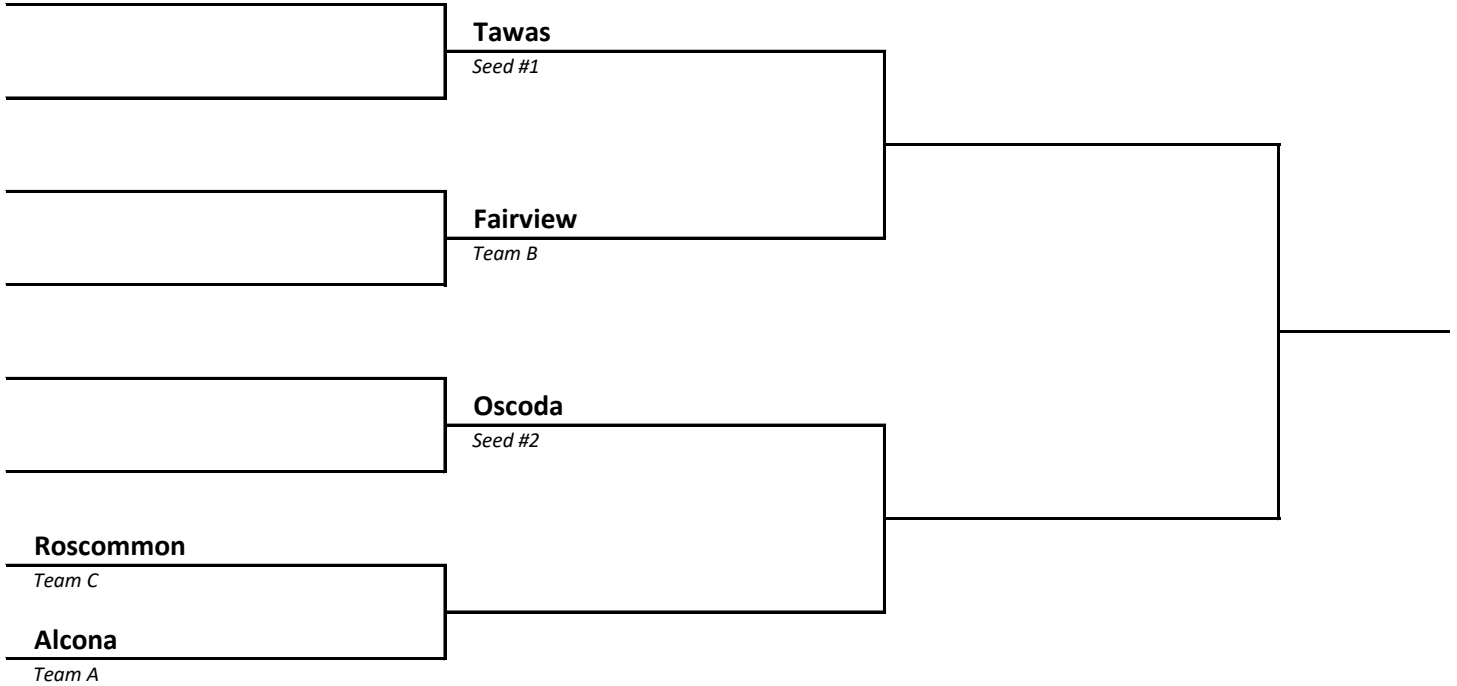 Tawas
Seed #1
Fairview
Team B
Oscoda
Seed #2
Roscommon
Team C
Alcona
Team A